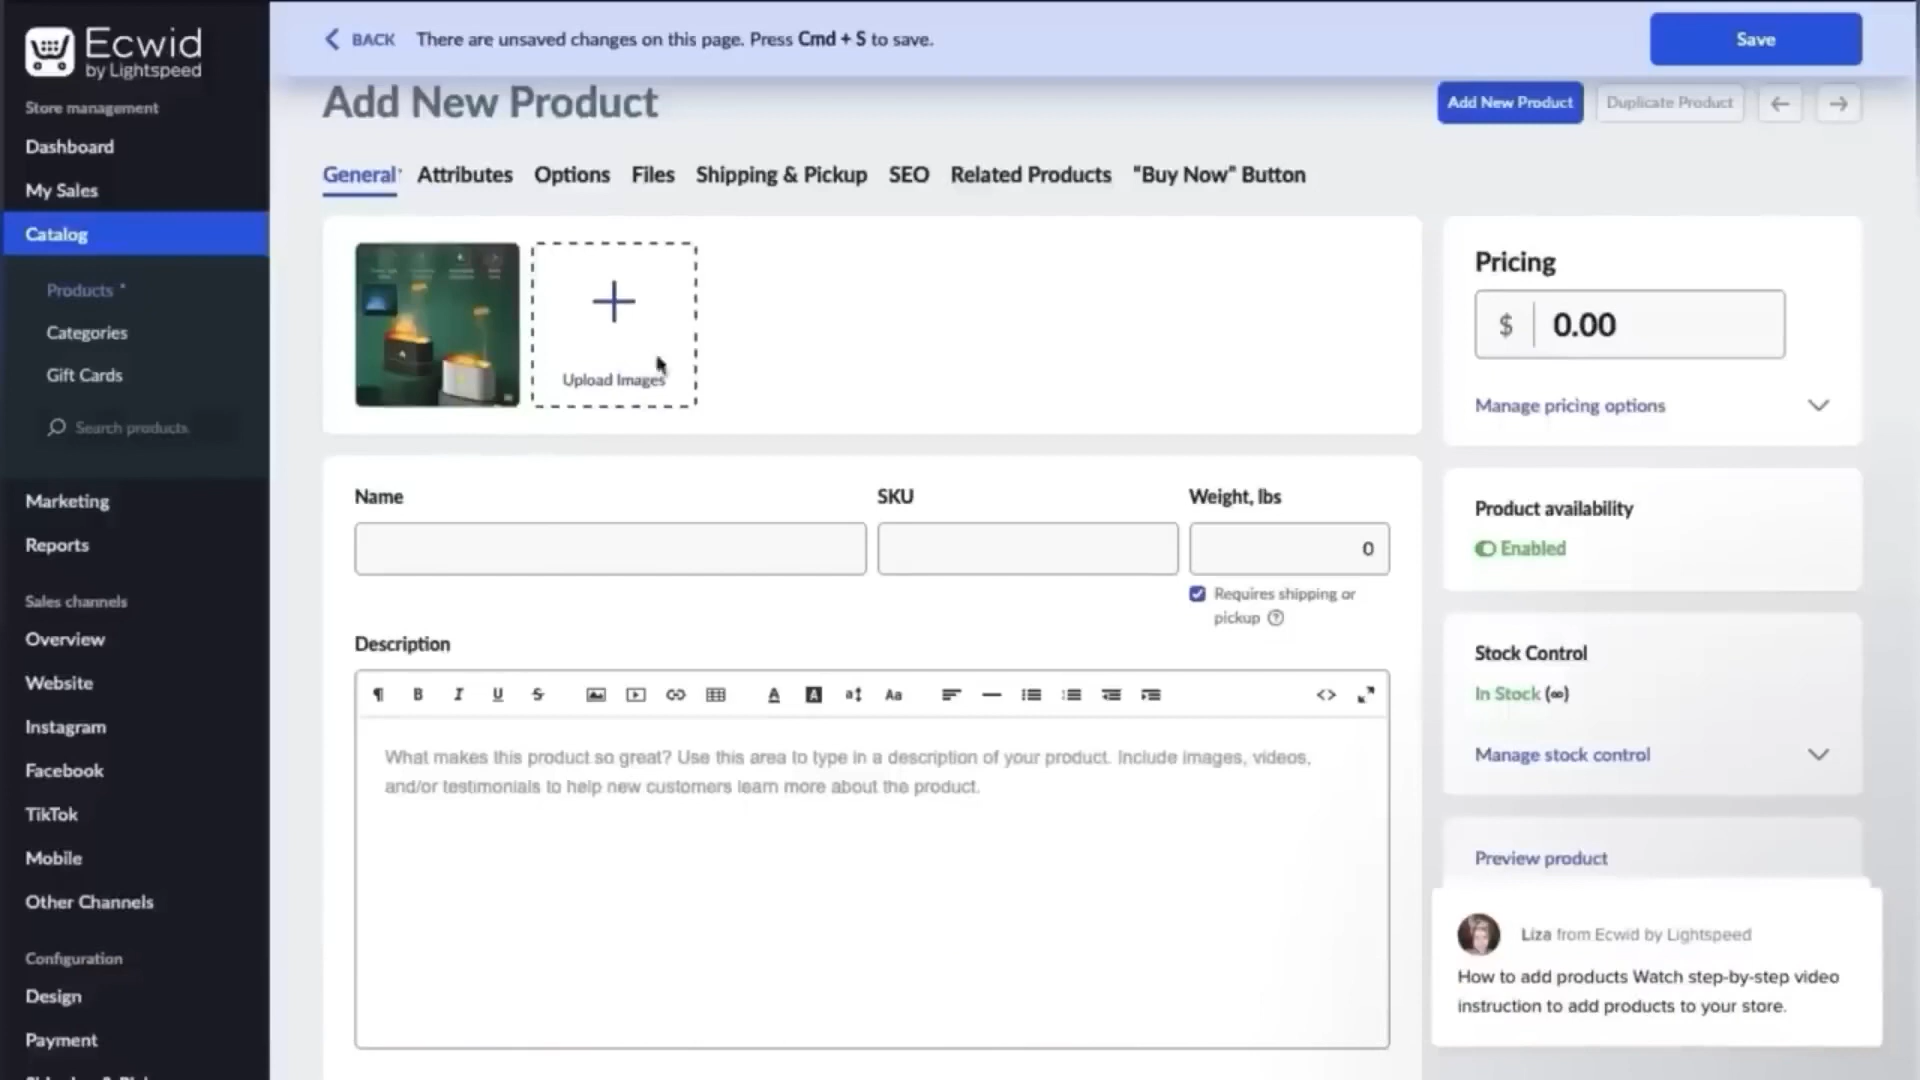 Ecwid
by Lightspeed
Store management
Dashboard
My Sales
Catalog
Products *
Categories
Gift Cards
Search products
Marketing
Reports
Sales channels
Overview
Website
Instagram
Facebook
TikTok
Mobile
Other Channels
Configuration
Design
Payment
BACK There are unsaved changes on this page. Press Cmd + S to save.
Save
Add New Product
Add New Product
Duplicate Product
General* Attributes Options Files Shipping & Pickup SEO Related Products “Buy Now” Button
Upload Images
Name
SKU
Weight, lbs
0
Requires shipping or
pickup
Description
What makes this product so great? Use this area to type in a description of your product. Include images, videos,
and/or testimonials to help new customers learn more about the product.
Pricing
$ 0.00
Manage pricing options
Product availability
Enabled
Stock Control
In Stock (∞)
Manage stock control
Preview product
Liza from Ecwid by Lightspeed
How to add products Watch step-by-step video
instruction to add products to your store.